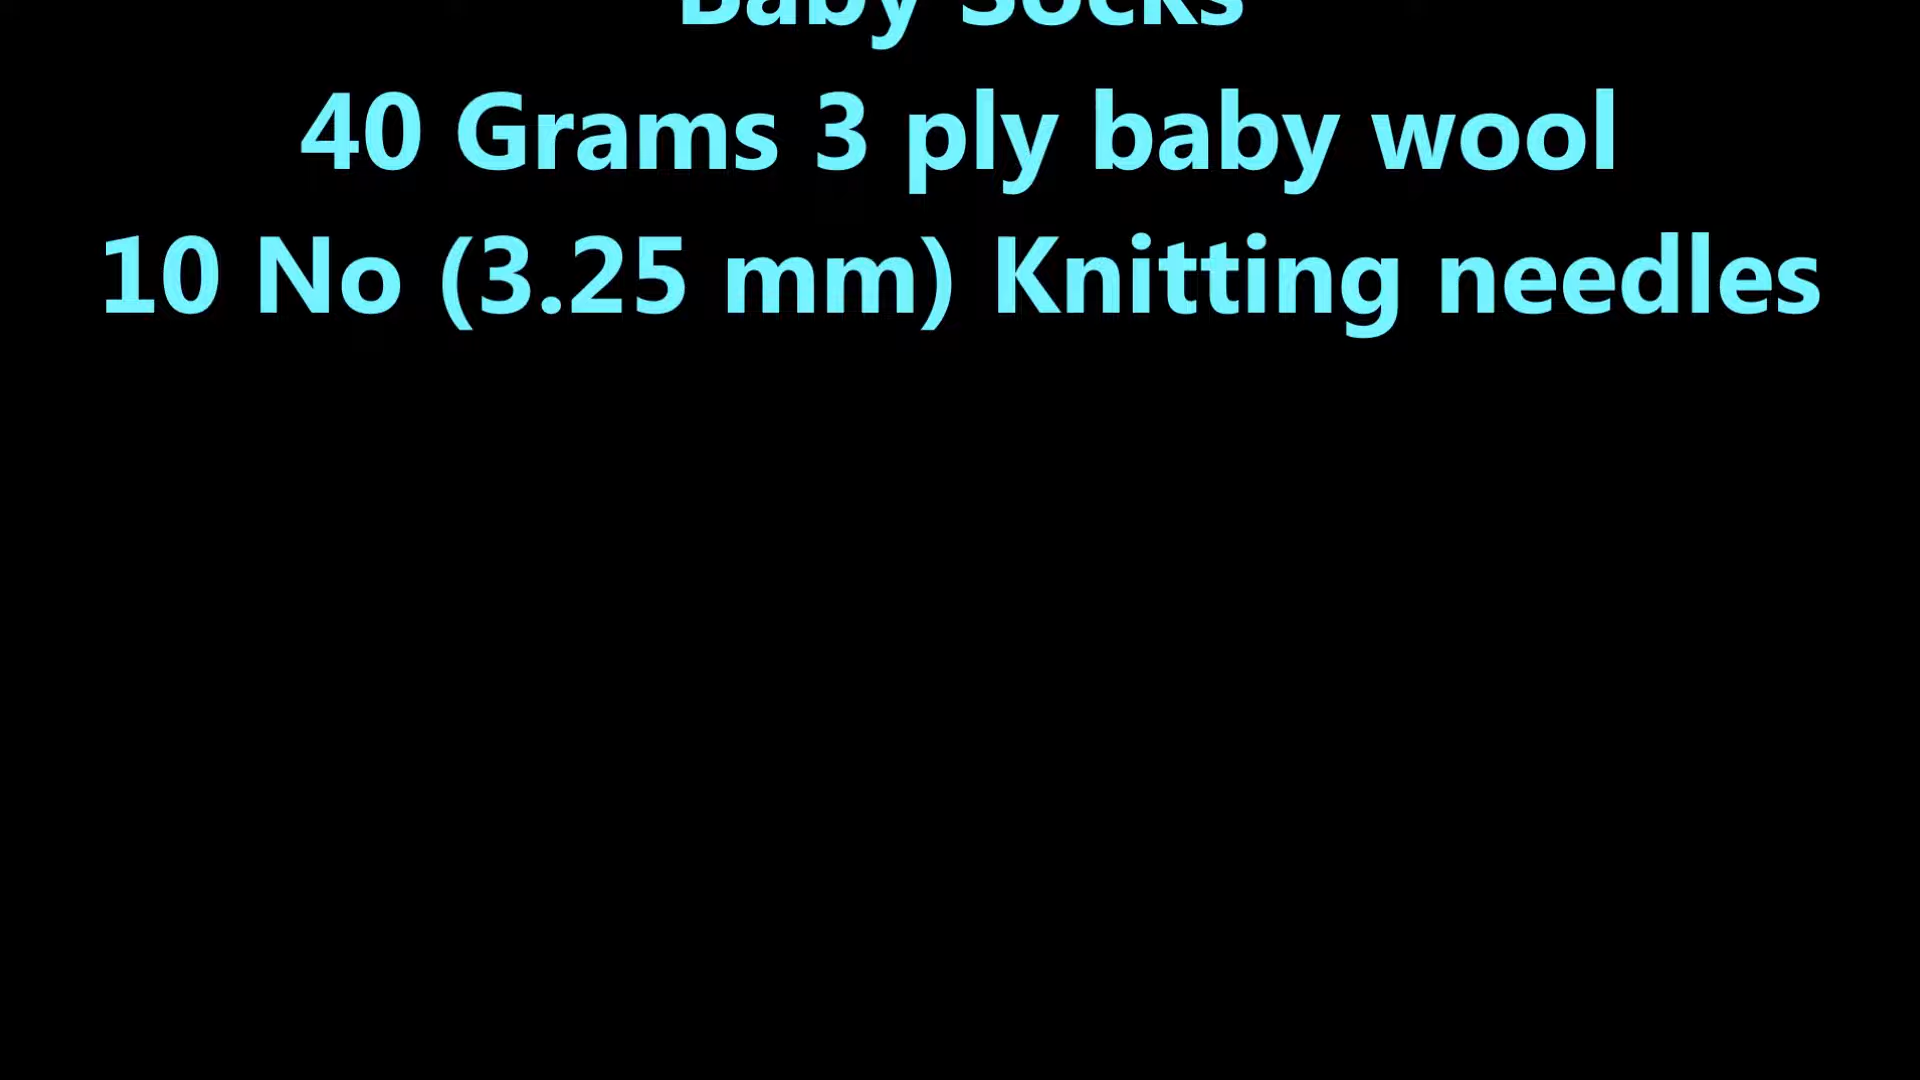 Baby Socks
40 Grams 3 ply baby wool
10 No (3.25 mm) Knitting needles